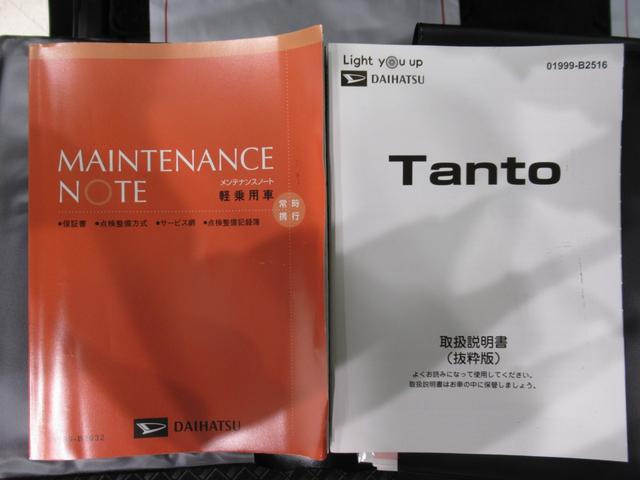 MAINTENANCE
NOTE
メンテナンスノート
軽乗用車
常時
携行
●保証書 ●点検整備方式 ●サービス網 ●点検整備記録簿
DAIHATSU
Light you up
DAIHATSU
01999-B2516
Tanto
取扱説明書
(抜粋版)
よくお読みになって使用してください。
取扱説明書はお車の中に保管しましょう。